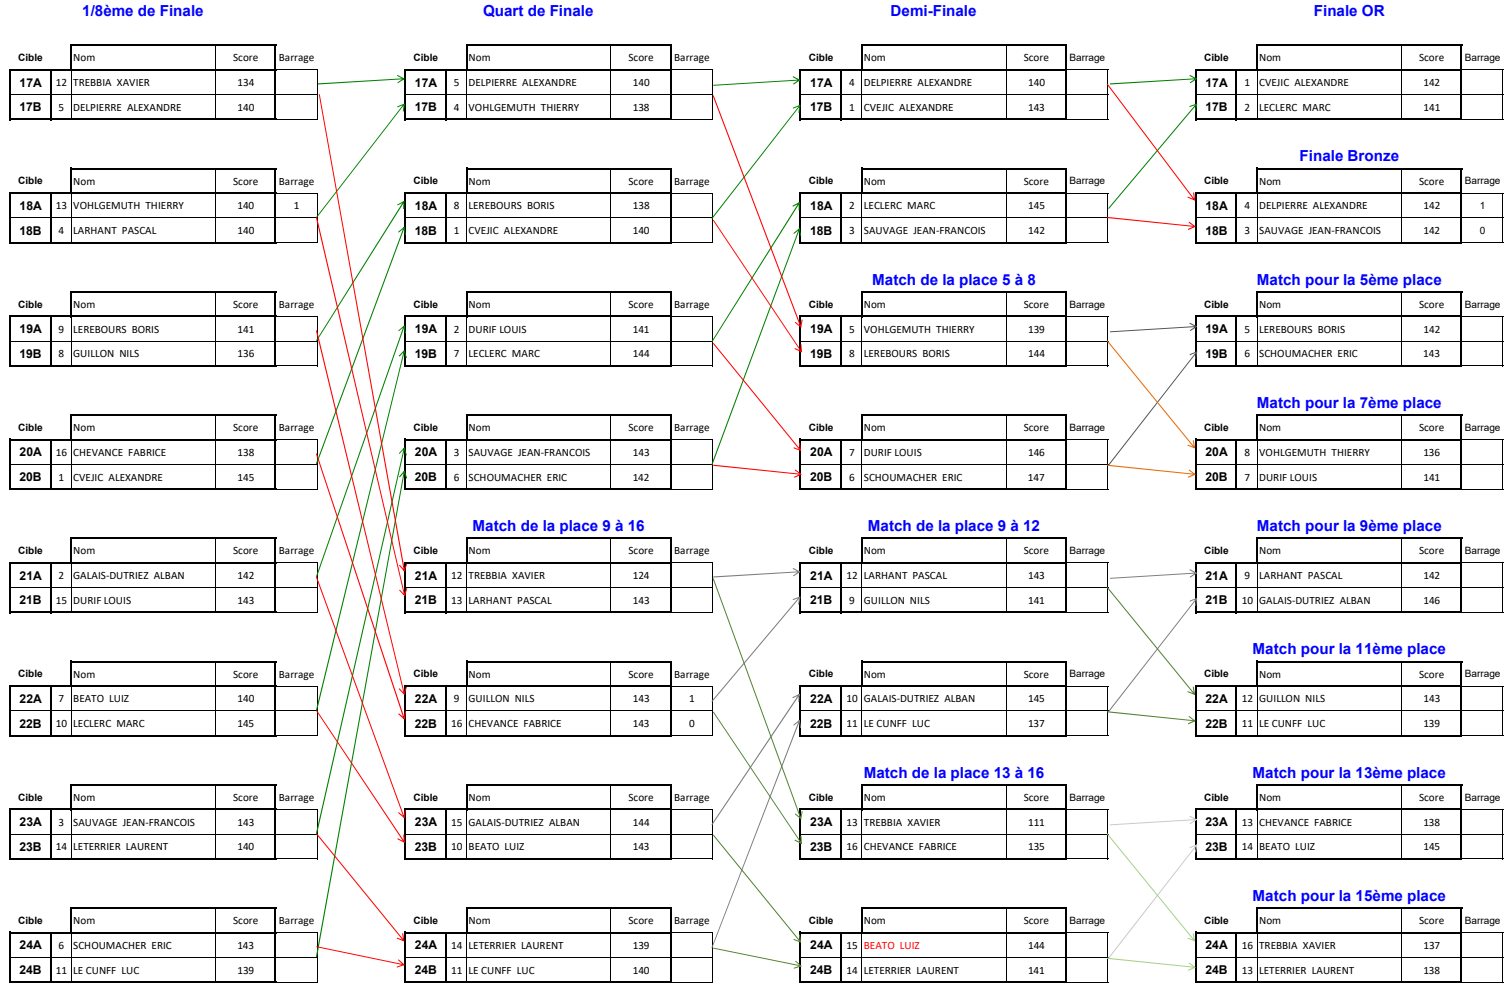 1/8ème de Finale
Cible Nom Score Barrage
17A 12 TREBBIA XAVIER 134
17B 5 DELPIERRE ALEXANDRE 140
Cible Nom Score Barrage
18A 13 VOHLGEMUTH THIERRY 140 1
18B 4 LARHANT PASCAL 140
Cible Nom Score Barrage
19A 9 LEREBOURS BORIS 141
19B 8 GUILLON NILS 136
Cible Nom Score Barrage
20A 16 CHEVANCE FABRICE 138
20B 1 CVEJIC ALEXANDRE 145
Cible Nom Score Barrage
21A 2 GALAIS-DUTRIEZ ALBAN 142
21B 15 DURIF LOUIS 143
Cible Nom Score Barrage
22A 7 BEATO LUIZ 140
22B 10 LECLERC MARC 145
Cible Nom Score Barrage
23A 3 SAUVAGE JEAN-FRANCOIS 143
23B 14 LETERRIER LAURENT 140
Cible Nom Score Barrage
24A 6 SCHOUMACHER ERIC 143
24B 11 LE CUNFF LUC 139
Quart de Finale
Cible Nom Score Barrage
17A 5 DELPIERRE ALEXANDRE 140
17B 4 VOHLGEMUTH THIERRY 138
Cible Nom Score Barrage
18A 8 LEREBOURS BORIS 138
18B 1 CVEJIC ALEXANDRE 140
Cible Nom Score Barrage
19A 2 DURIF LOUIS 141
19B 7 LECLERC MARC 144
Cible Nom Score Barrage
20A 3 SAUVAGE JEAN-FRANCOIS 143
20B 6 SCHOUMACHER ERIC 142
Match de la place 9 à 16
Cible Nom Score Barrage
21A 12 TREBBIA XAVIER 124
21B 13 LARHANT PASCAL 143
Cible Nom Score Barrage
22A 9 GUILLON NILS 143 1
22B 16 CHEVANCE FABRICE 143 0
Cible Nom Score Barrage
23A 15 GALAIS-DUTRIEZ ALBAN 144
23B 10 BEATO LUIZ 143
Cible Nom Score Barrage
24A 14 LETERRIER LAURENT 139
24B 11 LE CUNFF LUC 140
Demi-Finale
Cible Nom Score Barrage
17A 4 DELPIERRE ALEXANDRE 140
17B 1 CVEJIC ALEXANDRE 143
Cible Nom Score Barrage
18A 2 LECLERC MARC 145
18B 3 SAUVAGE JEAN-FRANCOIS 142
Match de la place 5 à 8
Cible Nom Score Barrage
19A 5 VOHLGEMUTH THIERRY 139
19B 8 LEREBOURS BORIS 144
Cible Nom Score Barrage
20A 7 DURIF LOUIS 146
20B 6 SCHOUMACHER ERIC 147
Match de la place 9 à 12
Cible Nom Score Barrage
21A 12 LARHANT PASCAL 143
21B 9 GUILLON NILS 141
Cible Nom Score Barrage
22A 10 GALAIS-DUTRIEZ ALBAN 145
22B 11 LE CUNFF LUC 137
Match de la place 13 à 16
Cible Nom Score Barrage
23A 13 TREBBIA XAVIER 111
23B 16 CHEVANCE FABRICE 135
Cible Nom Score Barrage
24A 15 BEATO LUIZ 144
24B 14 LETERRIER LAURENT 141
Finale OR
Cible Nom Score Barrage
17A 1 CVEJIC ALEXANDRE 142
17B 2 LECLERC MARC 141
Finale Bronze
Cible Nom Score Barrage
18A 4 DELPIERRE ALEXANDRE 142 1
18B 3 SAUVAGE JEAN-FRANCOIS 142 0
Match pour la 5ème place
Cible Nom Score Barrage
19A 5 LEREBOURS BORIS 142
19B 6 SCHOUMACHER ERIC 143
Match pour la 7ème place
Cible Nom Score Barrage
20A 8 VOHLGEMUTH THIERRY 136
20B 7 DURIF LOUIS 141
Match pour la 9ème place
Cible Nom Score Barrage
21A 9 LARHANT PASCAL 142
21B 10 GALAIS-DUTRIEZ ALBAN 146
Match pour la 11ème place
Cible Nom Score Barrage
22A 12 GUILLON NILS 143
22B 11 LE CUNFF LUC 139
Match pour la 13ème place
Cible Nom Score Barrage
23A 13 CHEVANCE FABRICE 138
23B 14 BEATO LUIZ 145
Match pour la 15ème place
Cible Nom Score Barrage
24A 16 TREBBIA XAVIER 137
24B 13 LETERRIER LAURENT 138